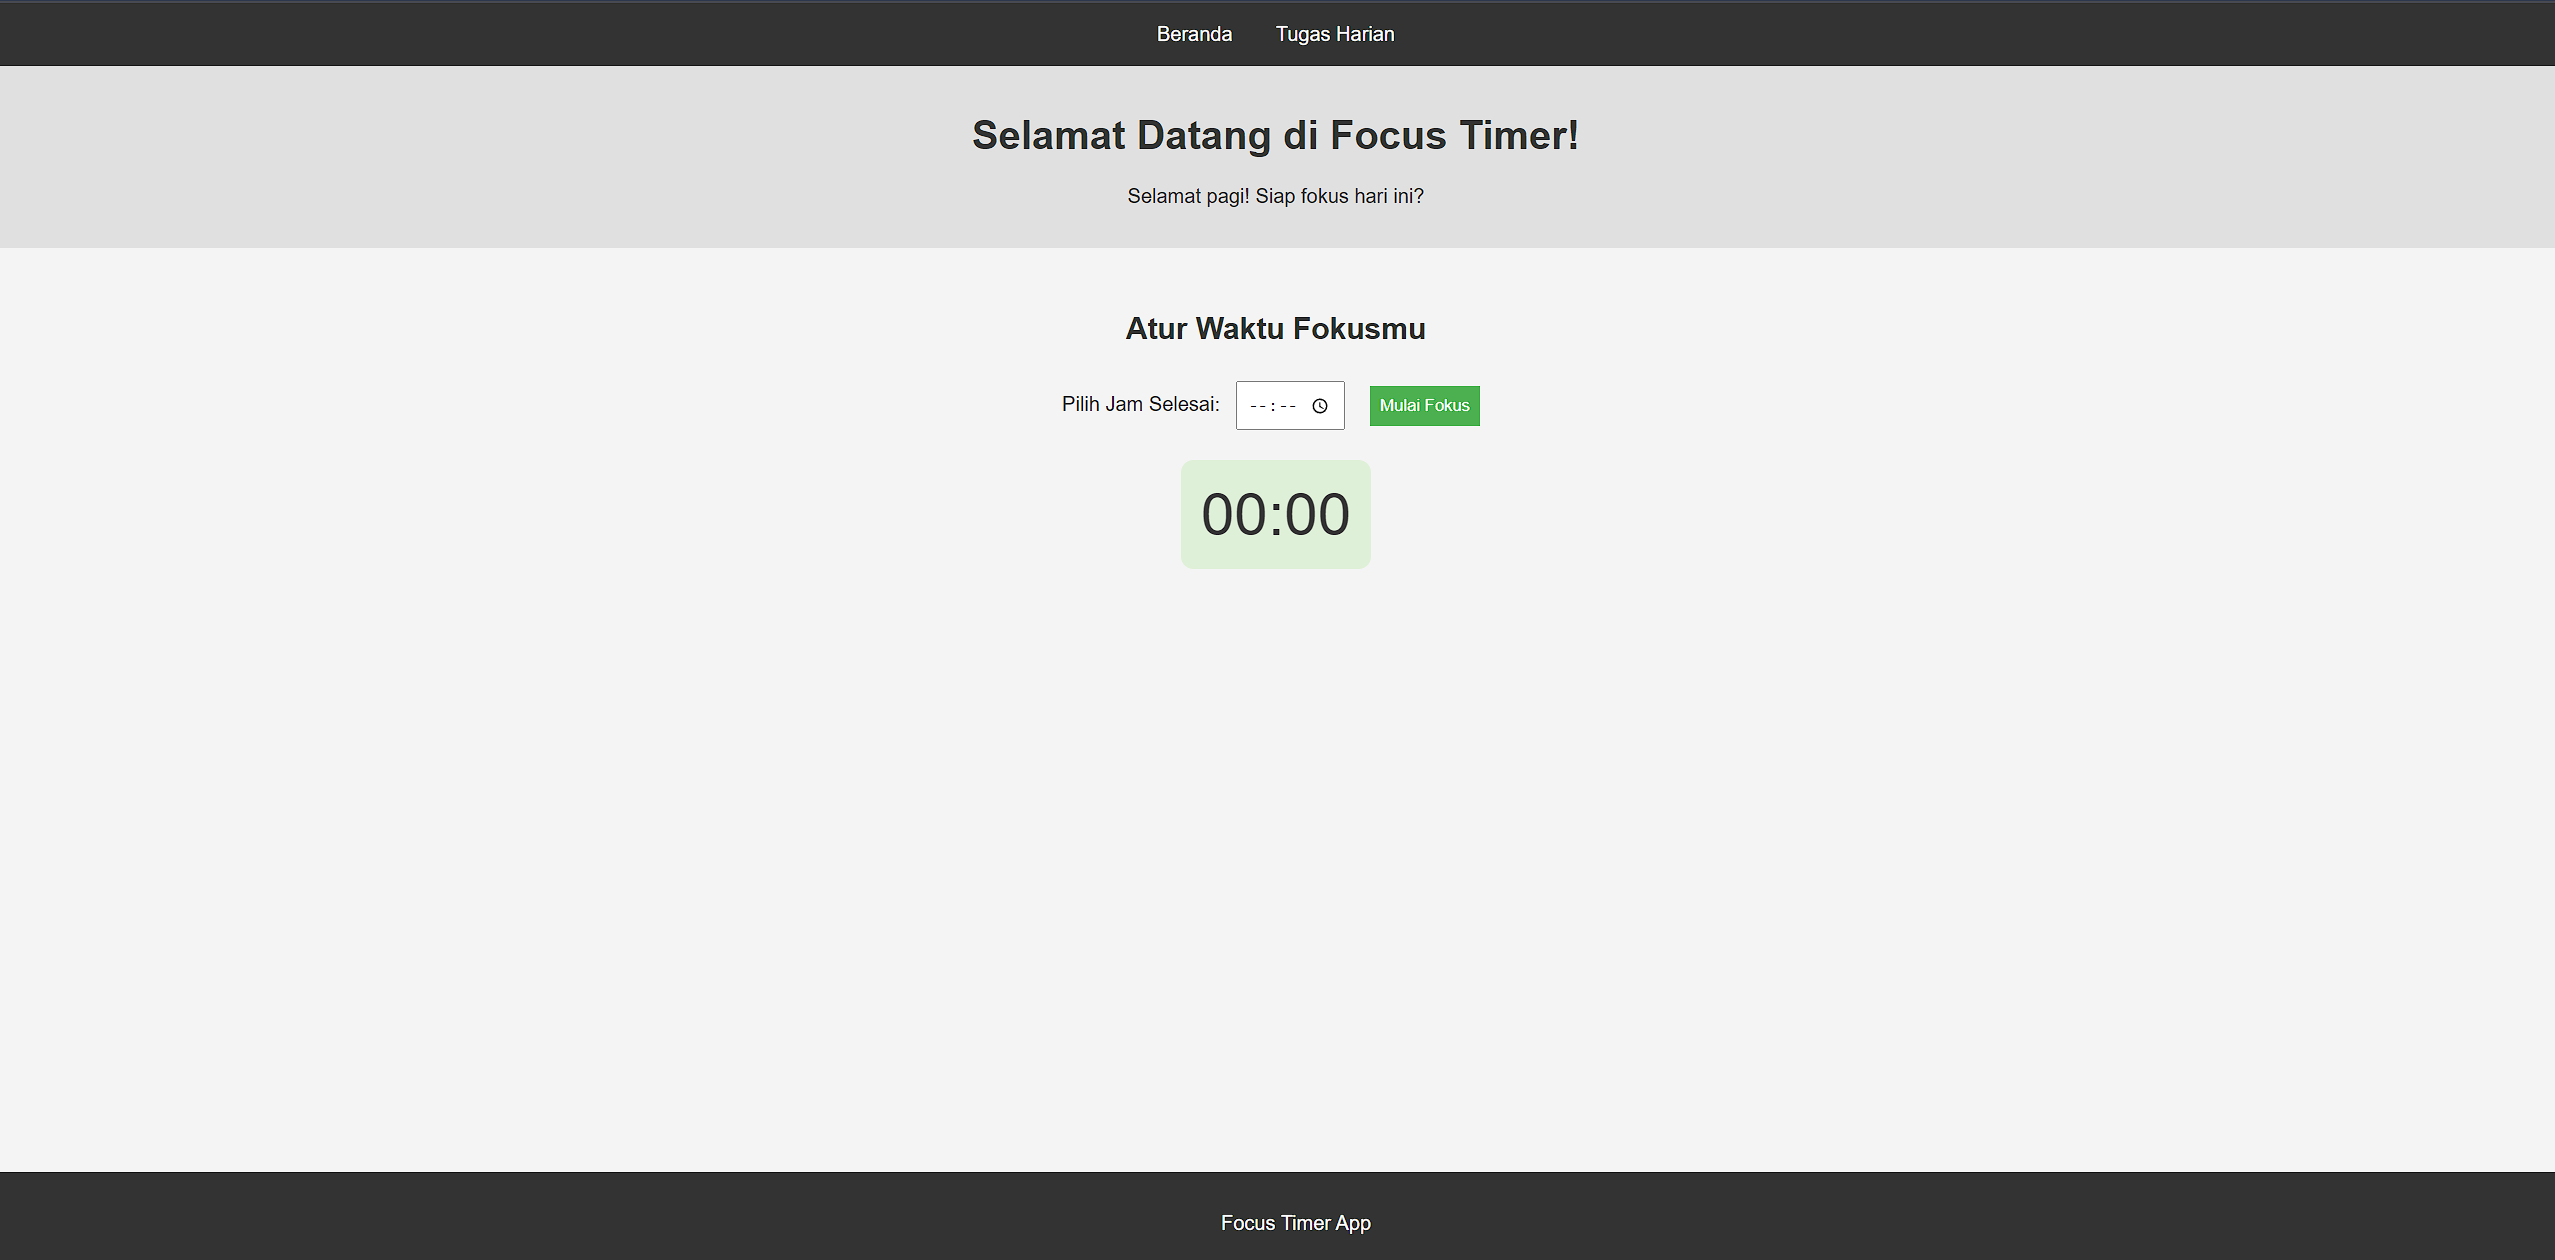 Beranda Tugas Harian
Selamat Datang di Focus Timer!
Selamat pagi! Siap fokus hari ini?
Atur Waktu Fokusmu
Pilih Jam Selesai: --:-- Mulai Fokus
00:00
Focus Timer App